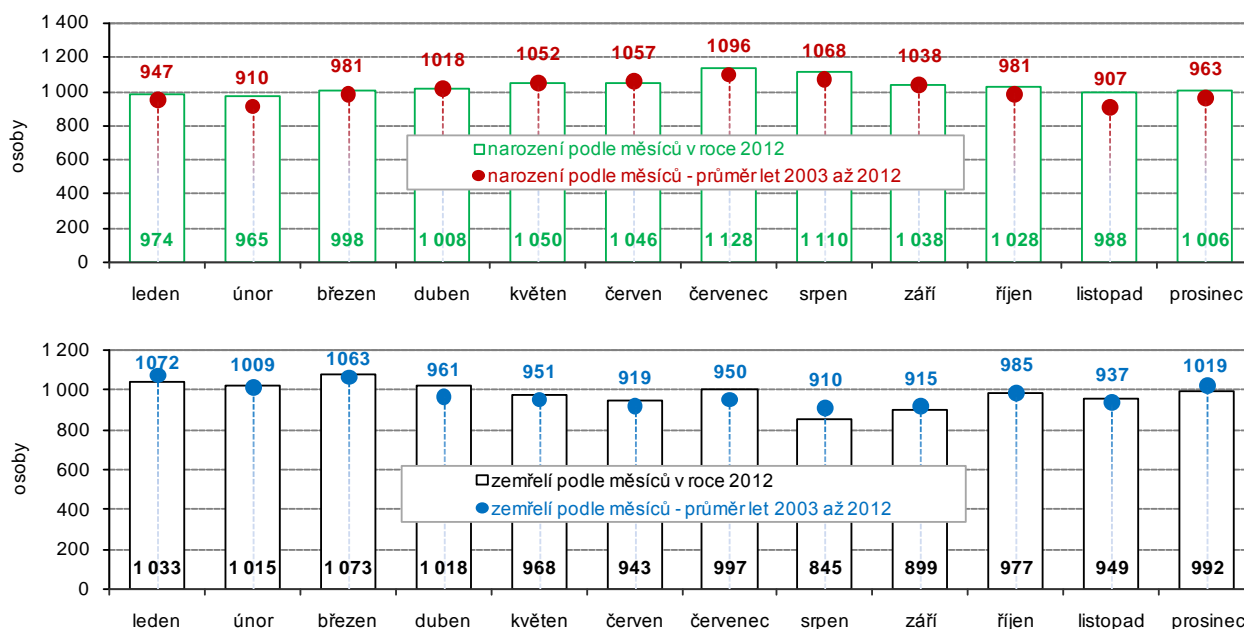 1 400
1 200
1 000
800
600
400
200
0
osoby
947 910 981 1018 1052 1057 1096 1068 1038 981 907 963
narození podle měsíců v roce 2012
narození podle měsíců - průměr let 2003 až 2012
974 965 998 1 008 1 050 1 046 1 128 1 110 1 038 1 028 988 1 006
leden únor březen duben květen červen červenec srpen září říjen listopad prosinec
1 200
1 000
800
600
400
200
0
osoby
1072 1009 1063 961 951 919 950 910 915 985 937 1019
zemřelí podle měsíců v roce 2012
zemřelí podle měsíců - průměr let 2003 až 2012
1 033 1 015 1 073 1 018 968 943 997 845 899 977 949 992
leden únor březen duben květen červen červenec srpen září říjen listopad prosinec